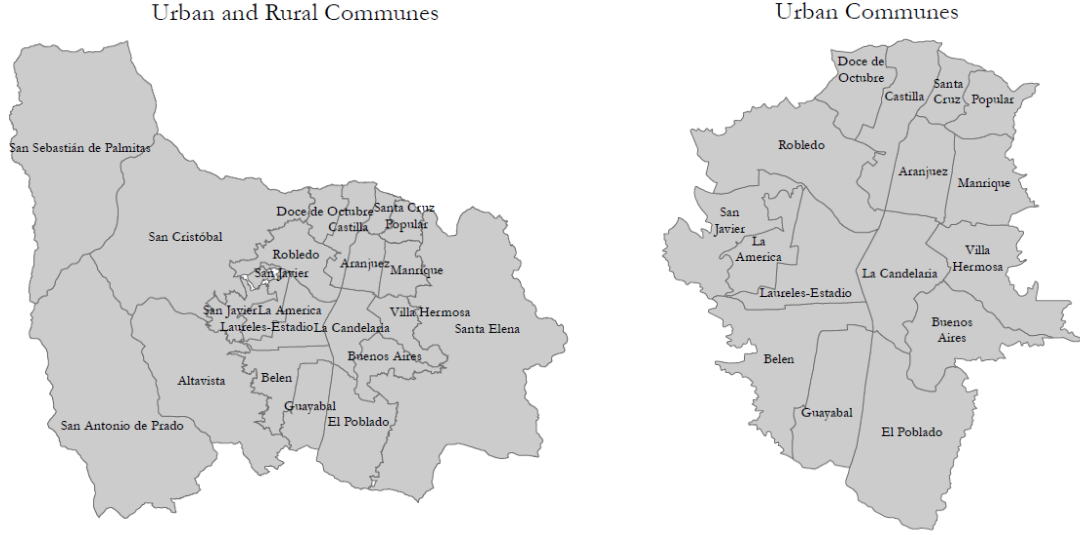 Urban and Rural Communes
San Sebastián de Palmitas
San Cristóbal
Doce de Octubre
Santa Cruz
Castilla
Popular
Robledo
Aranjuez
Manrique
San Javier
San Javier
La America
Villa Hermosa
Laureles-Estadio
La Candelaria
Santa Elena
Buenos Aires
Altavista
Belen
Guayabal
El Poblado
San Antonio de Prado
Urban Communes
Doce de
Octubre
Castilla
Santa
Cruz
Popular
Robledo
Aranjuez
Manrique
San
Javier
La
America
Villa
Hermosa
La Candelaria
Laureles-Estadio
Buenos
Aires
Belen
Guayabal
El Poblado